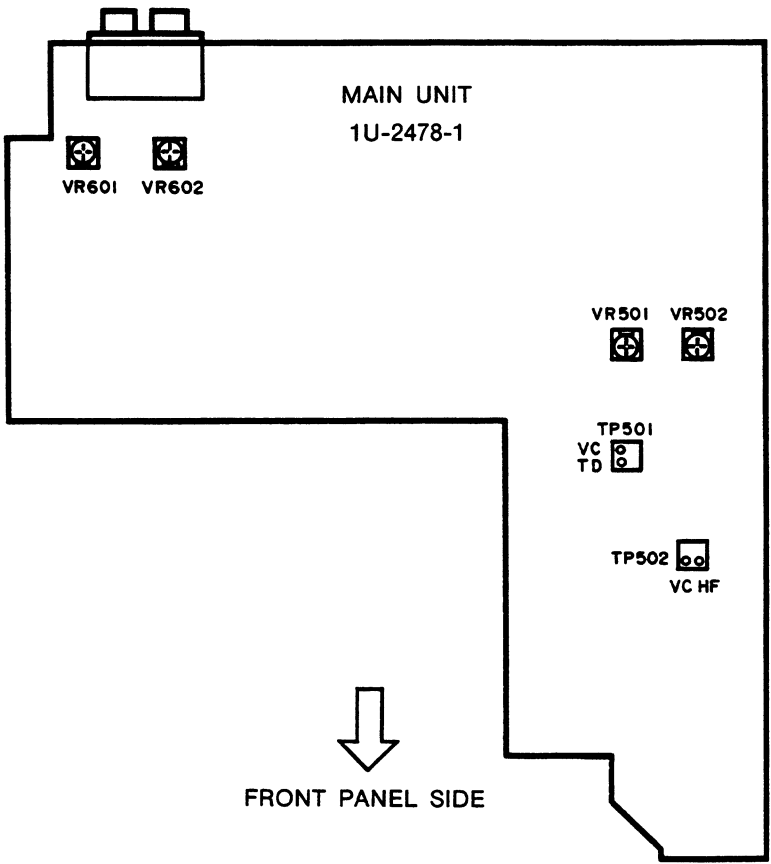 MAIN UNIT
1U-2478-1
VR601 VR602
VR501 VR502
TP501
VC
TD
TP502
VC HF
FRONT PANEL SIDE